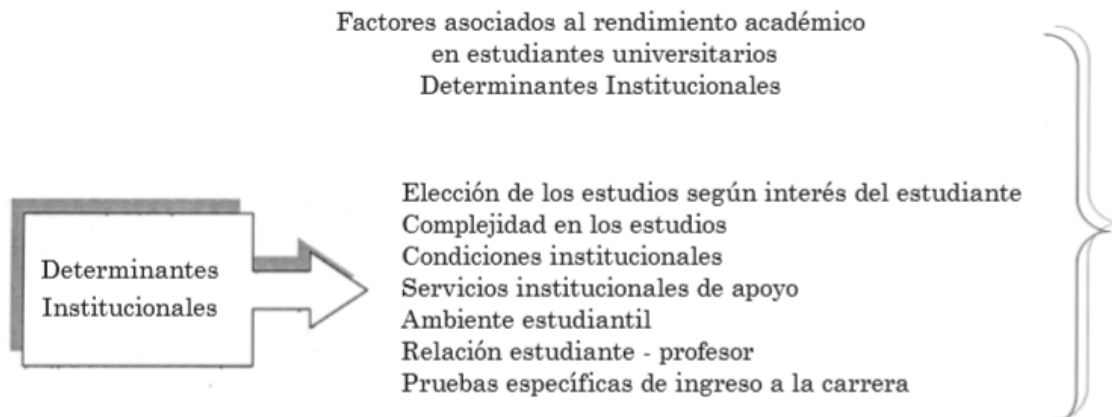 Factores asociados al rendimiento académico
en estudiantes universitarios
Determinantes Institucionales
Determinantes
Institucionales
Elección de los estudios según interés del estudiante
Complejidad en los estudios
Condiciones institucionales
Servicios institucionales de apoyo
Ambiente estudiantil
Relación estudiante - profesor
Pruebas específicas de ingreso a la carrera